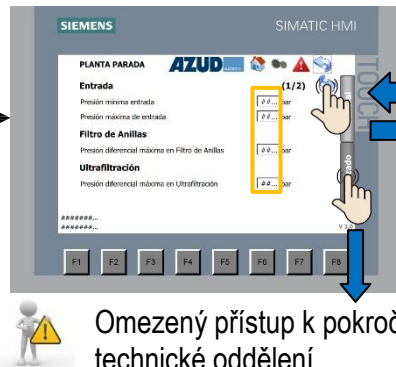 SIEMENS SIMATIC HMI
TOUCH
PLANTA PARADA AZUD
Entrada (1/2)
Presión mínima entrada ##... bar
Presión máxima de entrada ##... bar
Filtro de Anillas
Presión diferencial máxima en Filtro de Anillas ##... bar
Ultrafiltración
Presión diferencial máxima en Ultrafiltración ##... bar
#######...
#######... V 3.0
F1 F2 F3 F4 F5 F6 F7 F8
Omezený přístup k pokroč
technické oddělení